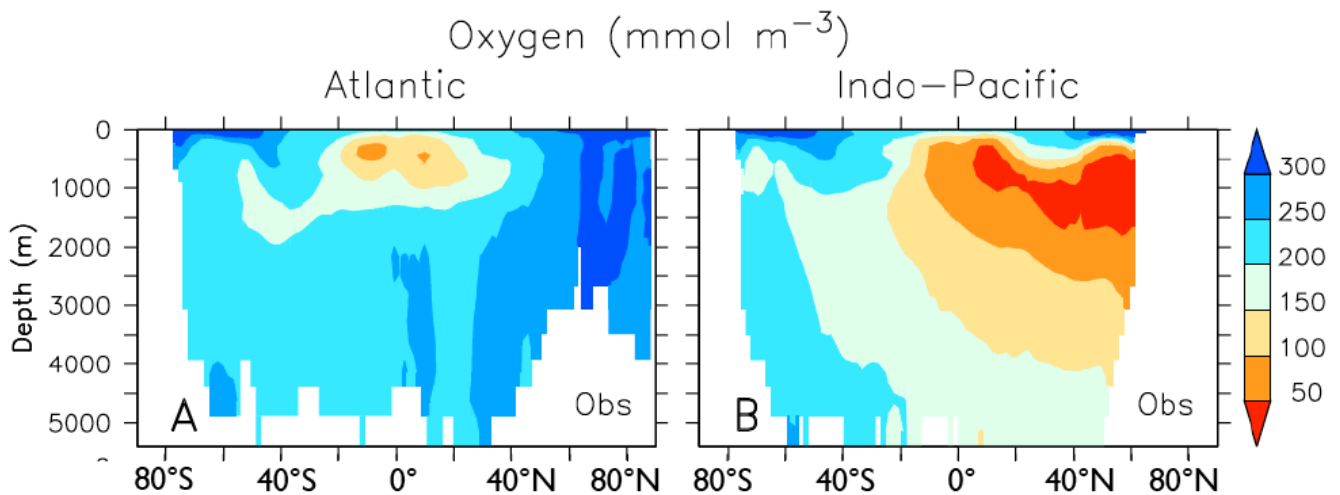 Oxygen (mmol m⁻³)
Atlantic
Indo-Pacific
Depth (m)
0
1000
2000
3000
4000
5000
A
Obs
80°S
40°S
0°
40°N
80°N
B
Obs
80°S
40°S
0°
40°N
80°N
300
250
200
150
100
50